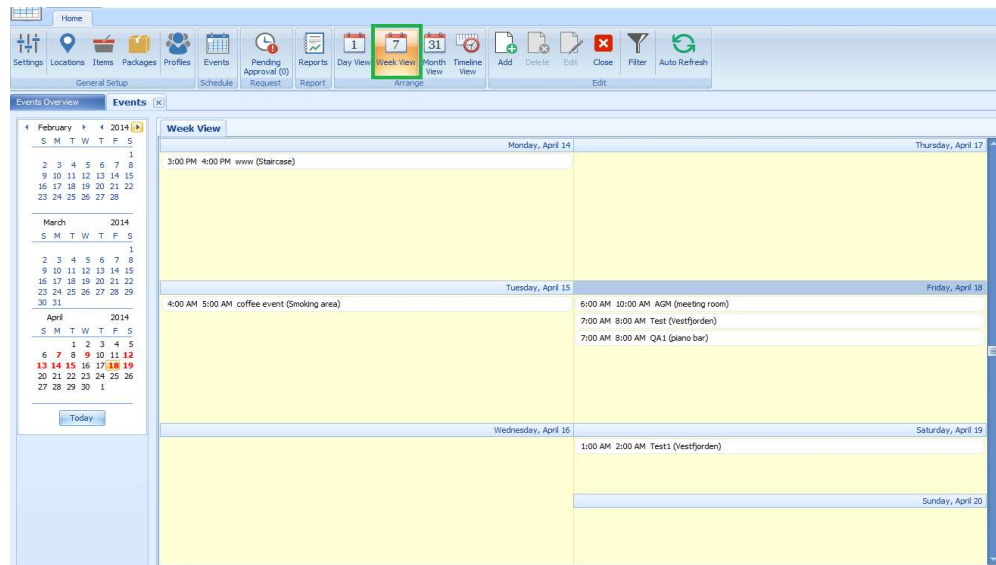 Home
1 7 31
Settings Locations Items Packages Profiles Events Pending Approval (0) Reports Day View Week View Month View Timeline View Add Delete Edit Close Filter Auto Refresh
General Setup Schedule Request Report Arrange Edit
Events Overview Events
February 2014
S M T W T F S
1
2 3 4 5 6 7 8
9 10 11 12 13 14 15
16 17 18 19 20 21 22
23 24 25 26 27 28
March 2014
S M T W T F S
1
2 3 4 5 6 7 8
9 10 11 12 13 14 15
16 17 18 19 20 21 22
23 24 25 26 27 28 29
30 31
April 2014
S M T W T F S
1 2 3 4 5
6 7 8 9 10 11 12
13 14 15 16 17 18 19
20 21 22 23 24 25 26
27 28 29 30 1
Today
Week View
Monday, April 14
3:00 PM 4:00 PM www (Staircase)
Tuesday, April 15
4:00 AM 5:00 AM coffee event (Smoking area)
Wednesday, April 16
Thursday, April 17
Friday, April 18
6:00 AM 10:00 AM AGM (meeting room)
7:00 AM 8:00 AM Test (Vestfjorden)
7:00 AM 8:00 AM QA1 (piano bar)
Saturday, April 19
1:00 AM 2:00 AM Test1 (Vestfjorden)
Sunday, April 20